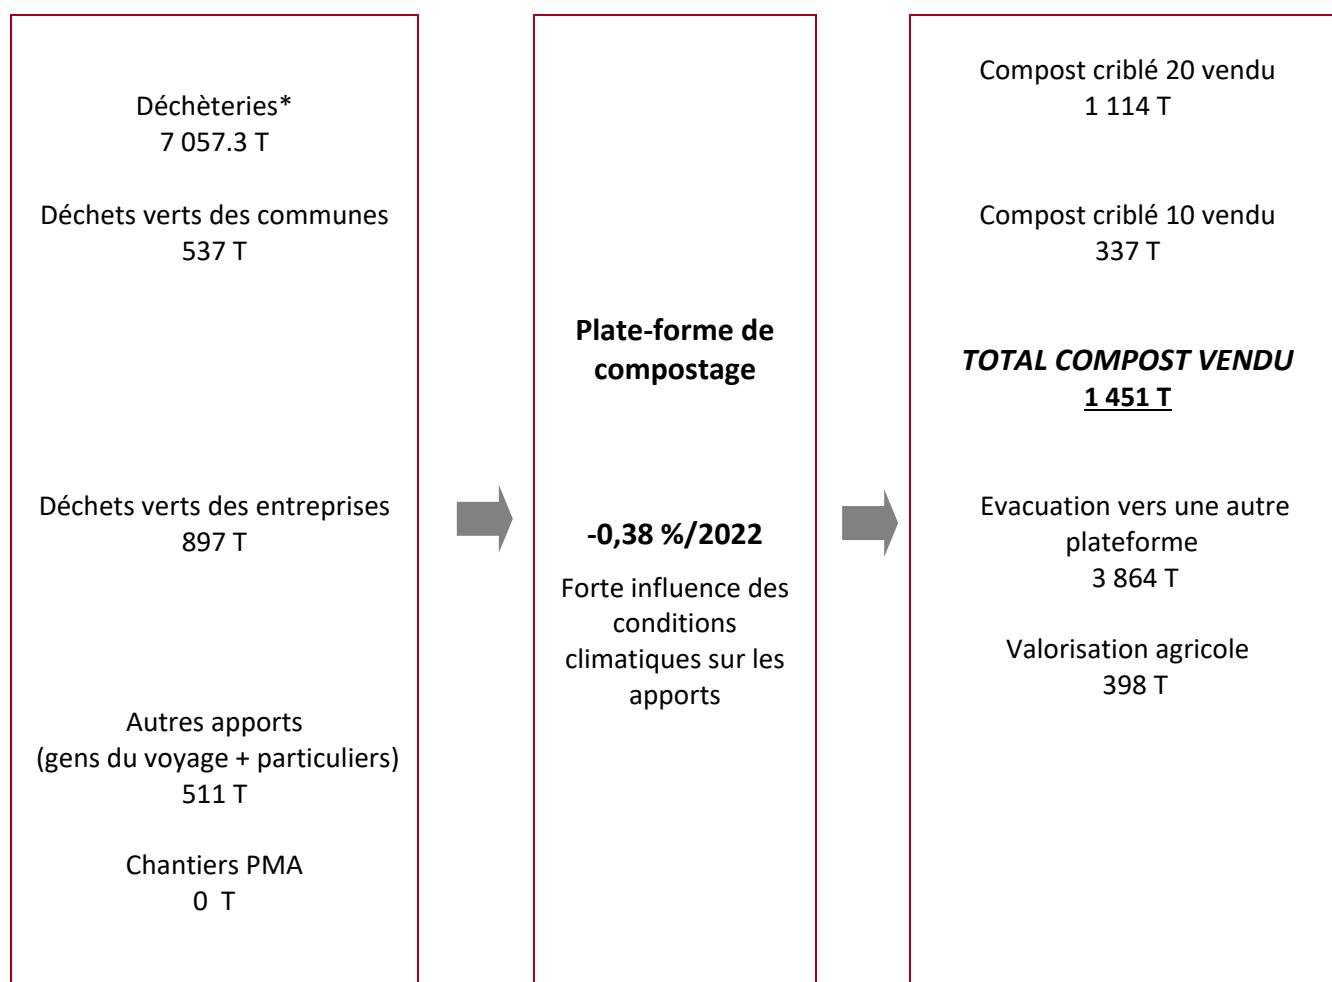 Déchèteries*
7 057.3 T
Déchets verts des communes
537 T
Déchets verts des entreprises
897 T
Autres apports
(gens du voyage + particuliers)
511 T
Chantiers PMA
0 T
Plate-forme de
compostage
-0,38 %/2022
Forte influence des
conditions
climatiques sur les
apports
Compost criblé 20 vendu
1 114 T
Compost criblé 10 vendu
337 T
TOTAL COMPOST VENDU
1 451 T
Evacuation vers une autre
plateforme
3 864 T
Valorisation agricole
398 T